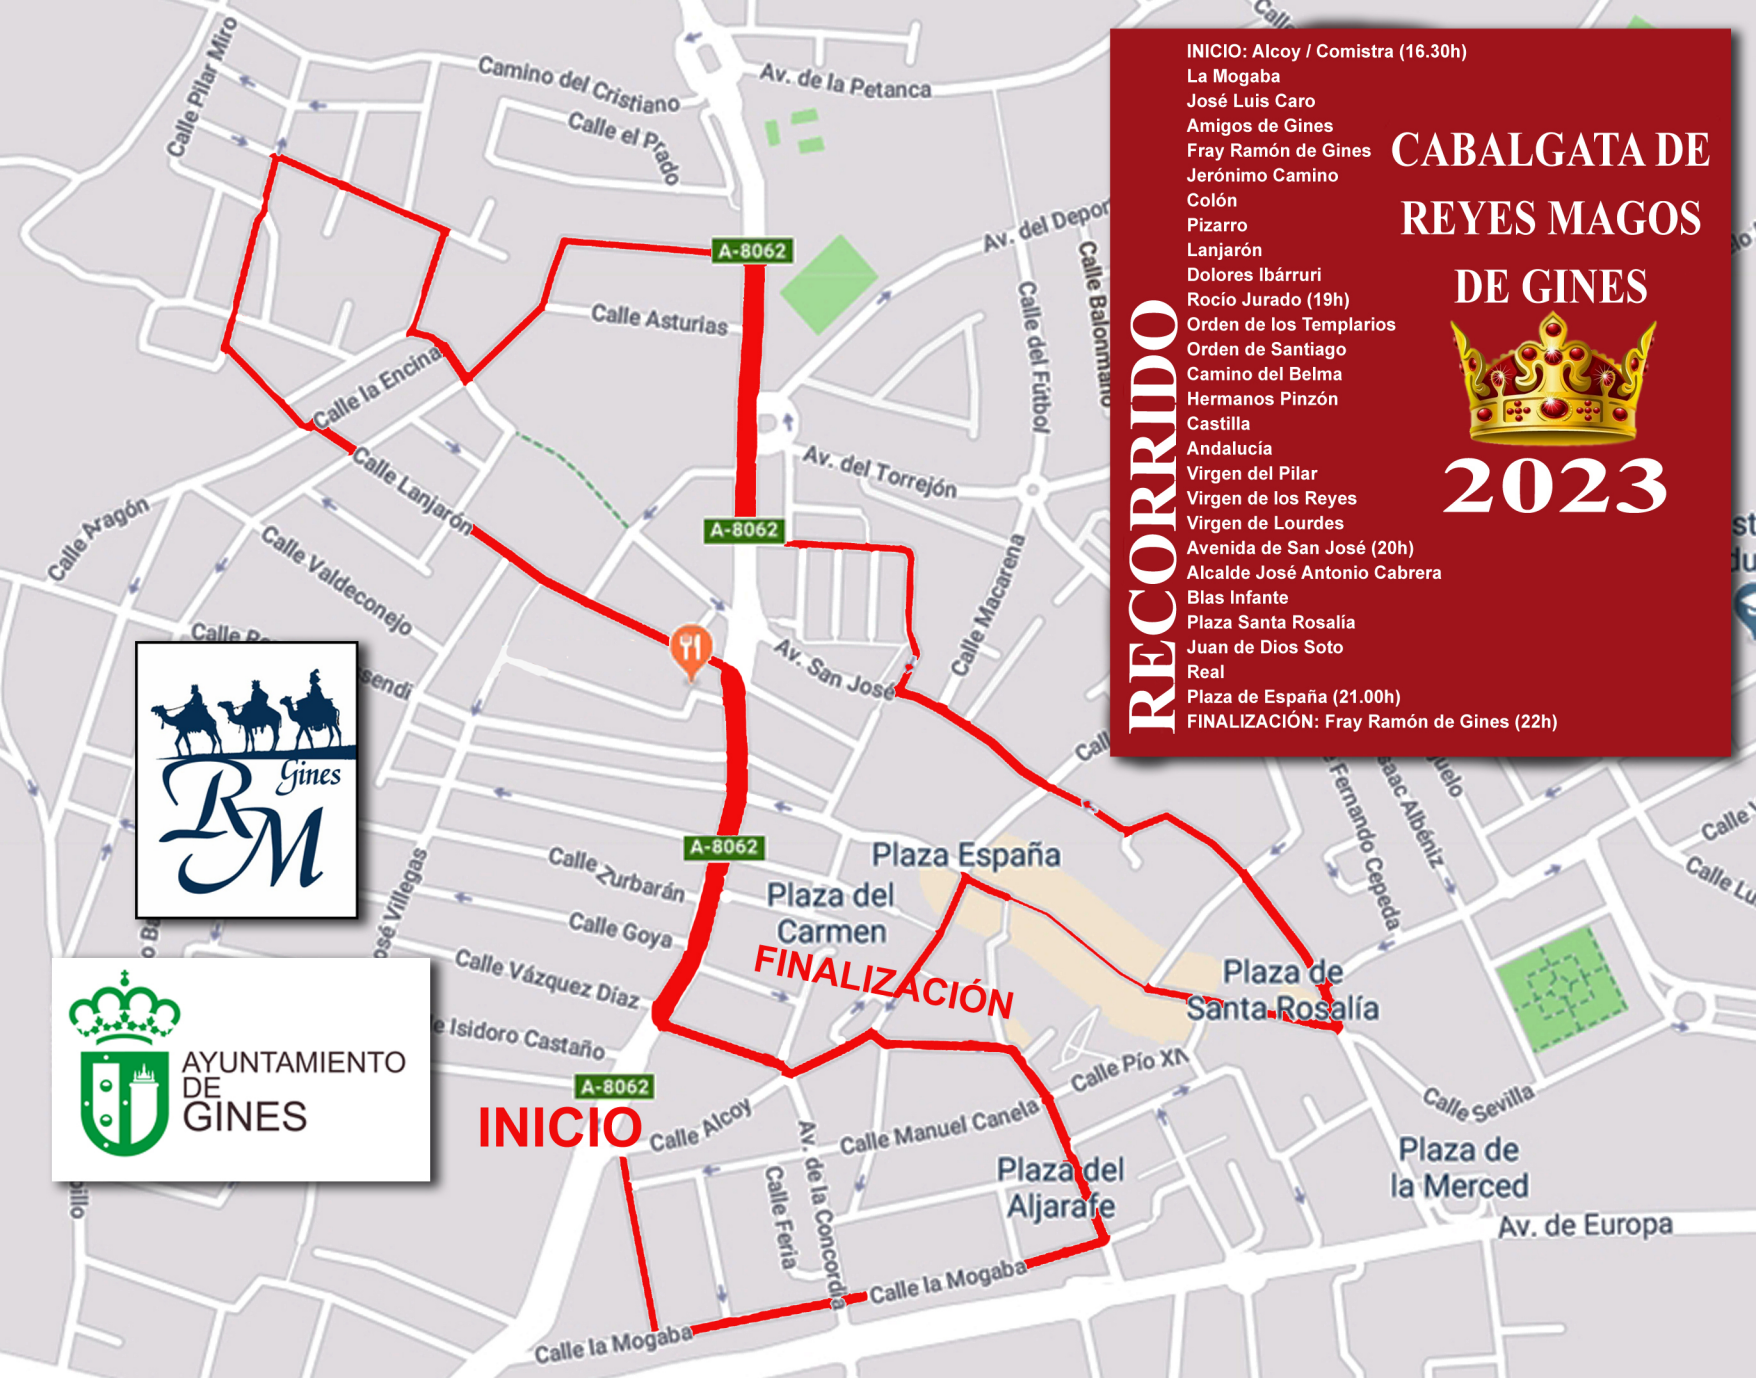 INICIO: Alcoy / Comistra (16.30h)
La Mogaba
José Luis Caro
Amigos de Gines
Fray Ramón de Gines
Jerónimo Camino
Colón
Pizarro
Lanjarón
Dolores Ibárruri
Rocío Jurado (19h)
Orden de los Templarios
Orden de Santiago
Camino del Belma
Hermanos Pinzón
Castilla
Andalucía
Virgen del Pilar
Virgen de los Reyes
Virgen de Lourdes
Avenida de San José (20h)
Alcalde José Antonio Cabrera
Blas Infante
Plaza Santa Rosalía
Juan de Dios Soto
Real
Plaza de España (21.00h)
FINALIZACIÓN: Fray Ramón de Gines (22h)
RECORRIDO
CABALGATA DE
REYES MAGOS
DE GINES
2023
Calle Pilar Miro
Camino del Cristiano
Calle el Prado
Av. de la Petanca
Av. del Depor
Calle Balonmano
Calle del Fútbol
A-8062
Calle Asturias
Calle la Encina
Calle Lanjarón
Av. del Torrejón
A-8062
Calle Aragón
Calle Valdeconejo
Calle Macarena
Av. San José
Gines
RM
Calle Zurbarán
A-8062
Plaza España
Plaza del
Carmen
Calle Goya
Calle Vázquez Díaz
FINALIZACIÓN
Isidoro Castaño
osé Villegas
Fernando Cepeda
saac Albéniz
Plaza de
Santa Rosalía
AYUNTAMIENTO
DE
GINES
A-8062
INICIO
Calle Alcoy
Calle Manuel Canela
Calle Pío XII
Calle Sevilla
Plaza del
Aljarafe
Plaza de
la Merced
Av. de Europa
Calle Feria
Av. de la Concordia
Calle la Mogaba
Calle la Mogaba